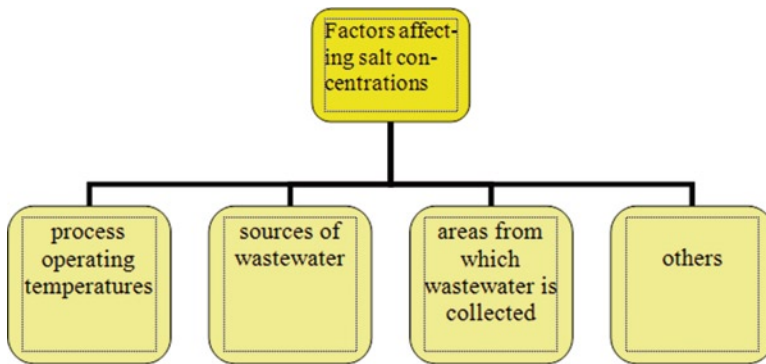 Factors affect-
ing salt con-
centrations
process
operating
temperatures
sources of
wastewater
areas from
which
wastewater is
collected
others